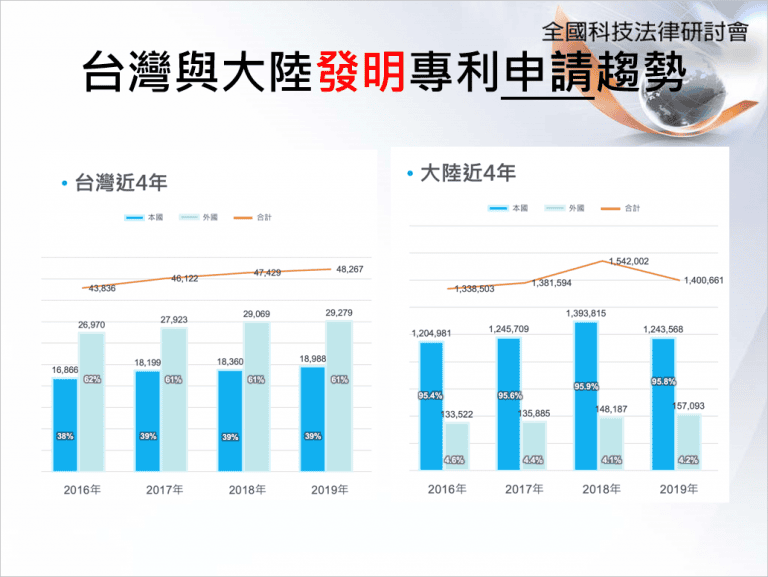 全國科技法律研討會
台灣與大陸發明專利申請趨勢
• 台灣近4年
本國 外國 合計
43,836 46,122 47,429 48,267
26,970 27,923 29,069 29,279
16,866 18,199 18,360 18,988
62% 61% 61% 61%
38% 39% 39% 39%
2016年 2017年 2018年 2019年
• 大陸近4年
本國 外國 合計
1,338,503 1,381,594 1,542,002 1,400,661
1,204,981 1,245,709 1,393,815 1,243,568
95.4% 95.6% 95.9% 95.8%
133,522 135,885 148,187 157,093
4.6% 4.4% 4.1% 4.2%
2016年 2017年 2018年 2019年